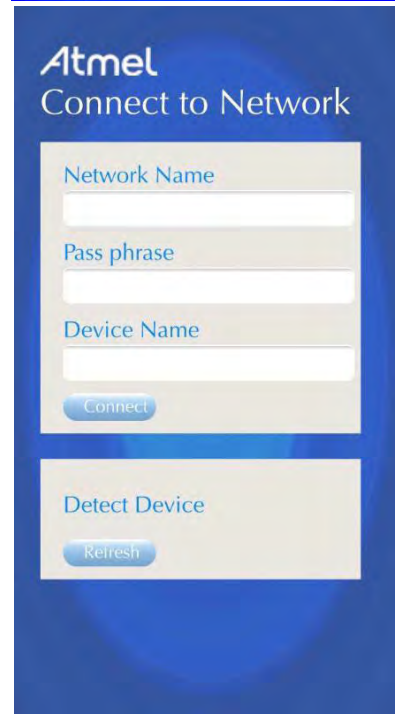 Atmel
Connect to Network
Network Name
Pass phrase
Device Name
Connect
Detect Device
Refresh